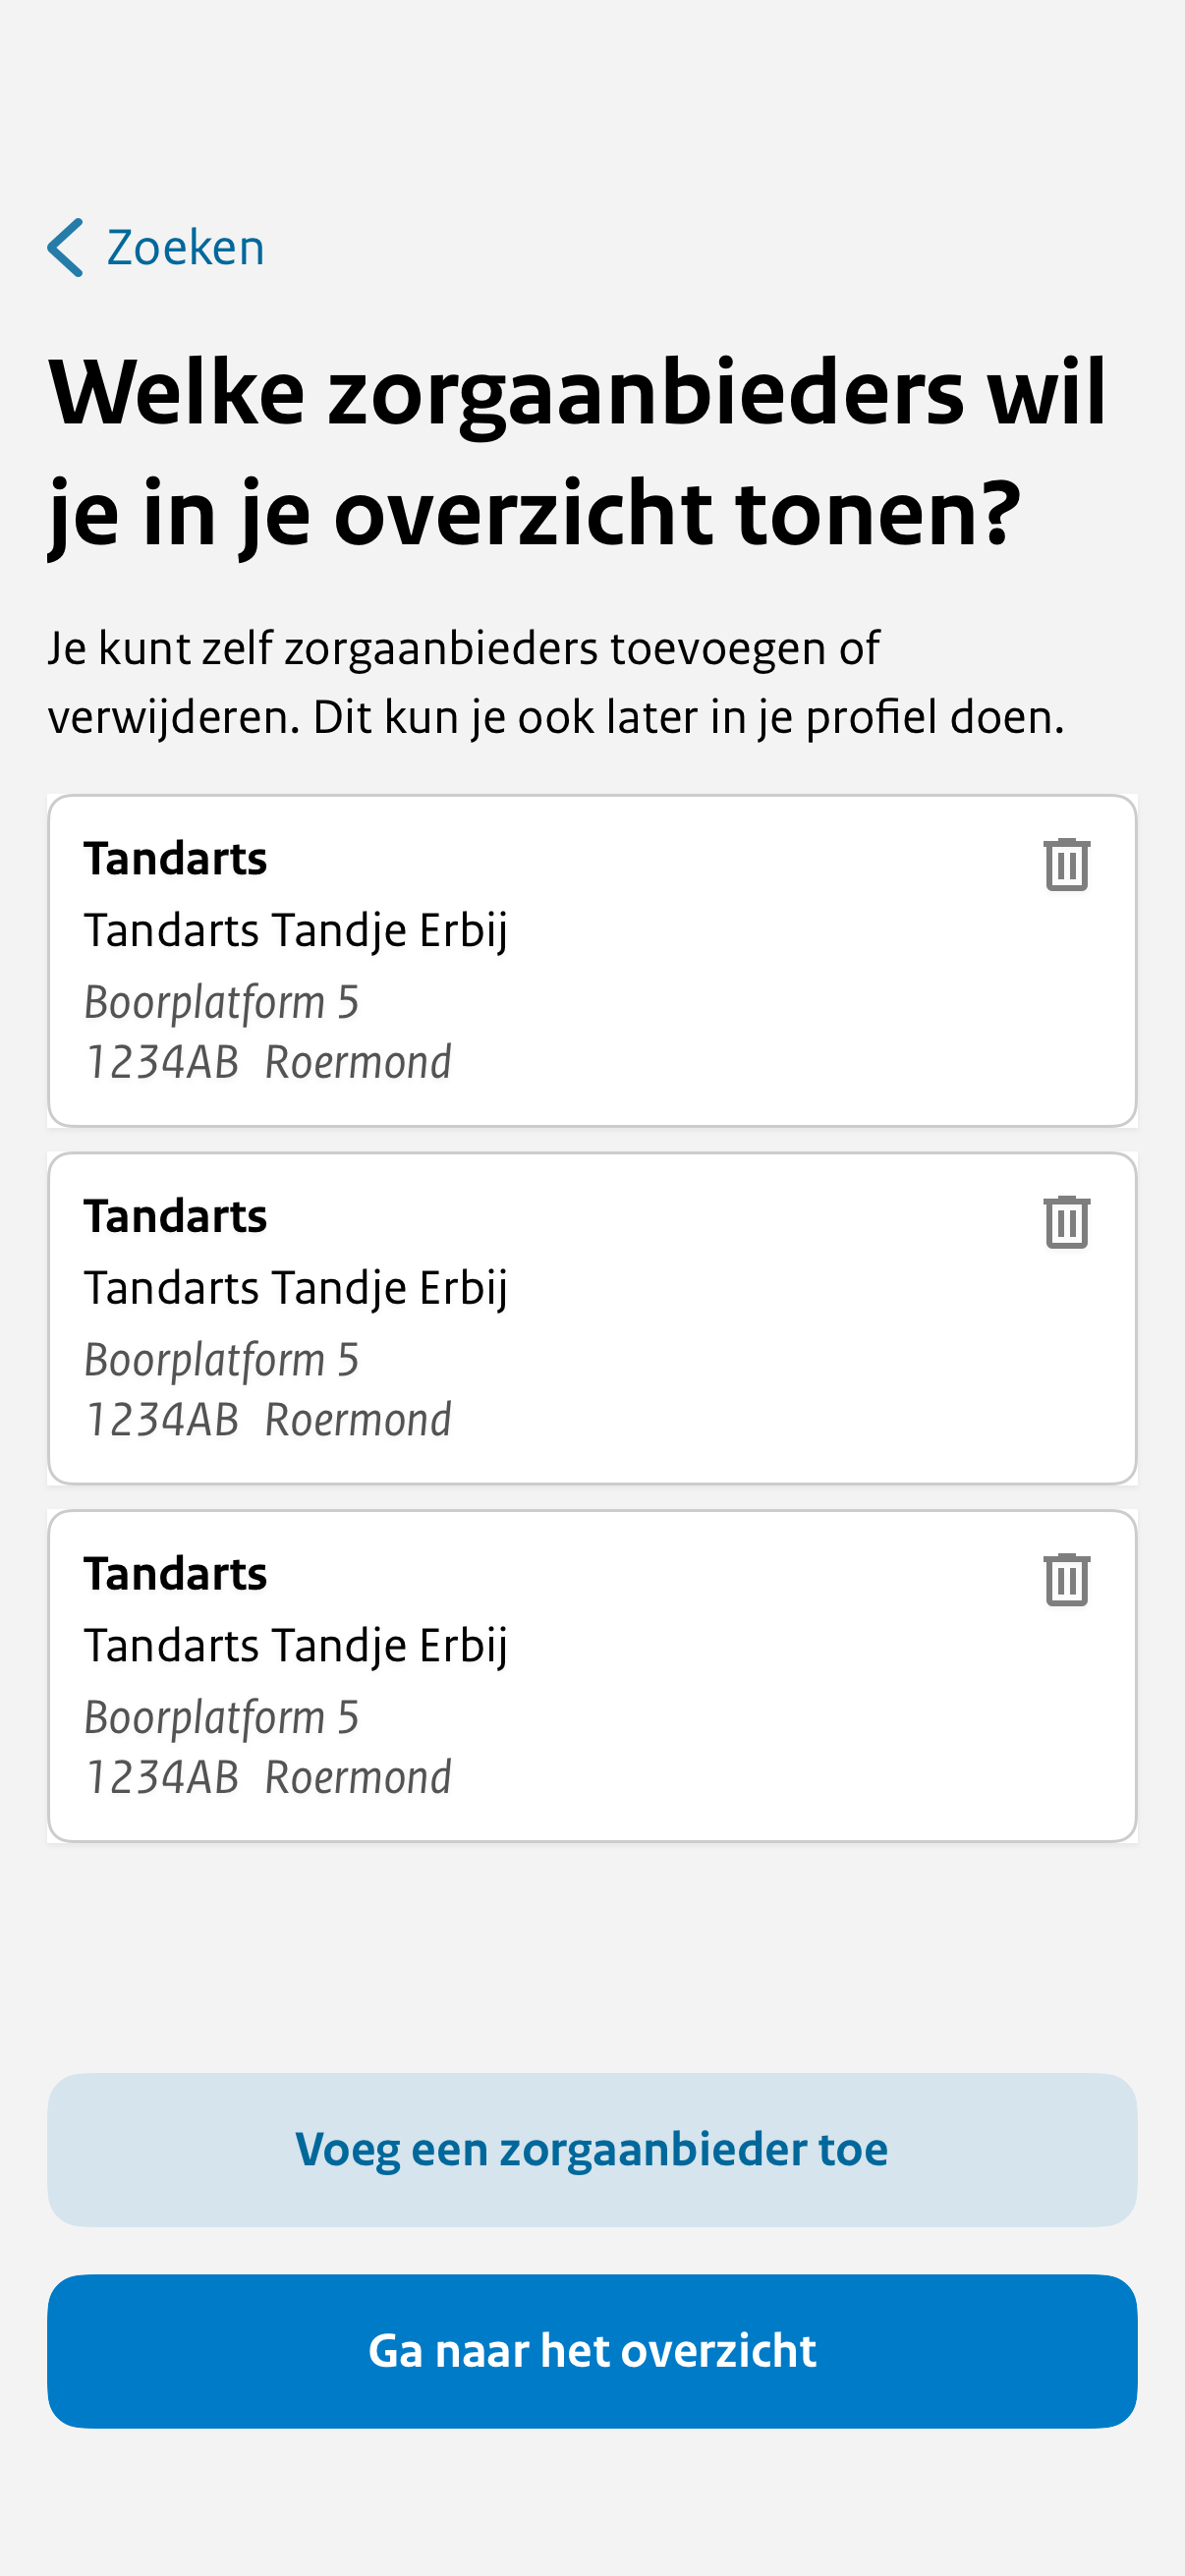 Zoeken
Welke zorgaanbieders wil
je in je overzicht tonen?
Je kunt zelf zorgaanbieders toevoegen of
verwijderen. Dit kun je ook later in je profiel doen.
Tandarts
Tandarts Tandje Erbij
Boorplatform 5
1234AB Roermond
Tandarts
Tandarts Tandje Erbij
Boorplatform 5
1234AB Roermond
Tandarts
Tandarts Tandje Erbij
Boorplatform 5
1234AB Roermond
Voeg een zorgaanbieder toe
Ga naar het overzicht